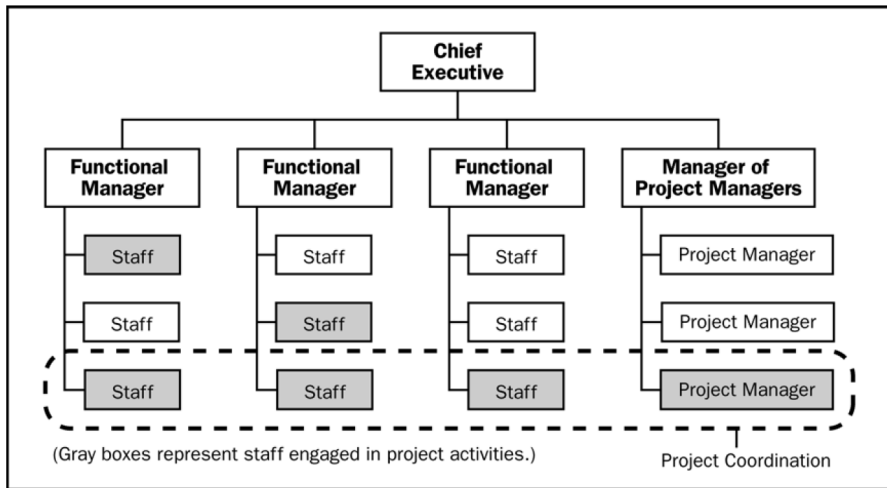 Chief
Executive
Functional
Manager
Functional
Manager
Functional
Manager
Manager of
Project Managers
Staff
Staff
Staff
Project Manager
Staff
Staff
Staff
Project Manager
Staff
Staff
Staff
Project Manager
(Gray boxes represent staff engaged in project activities.)
Project Coordination